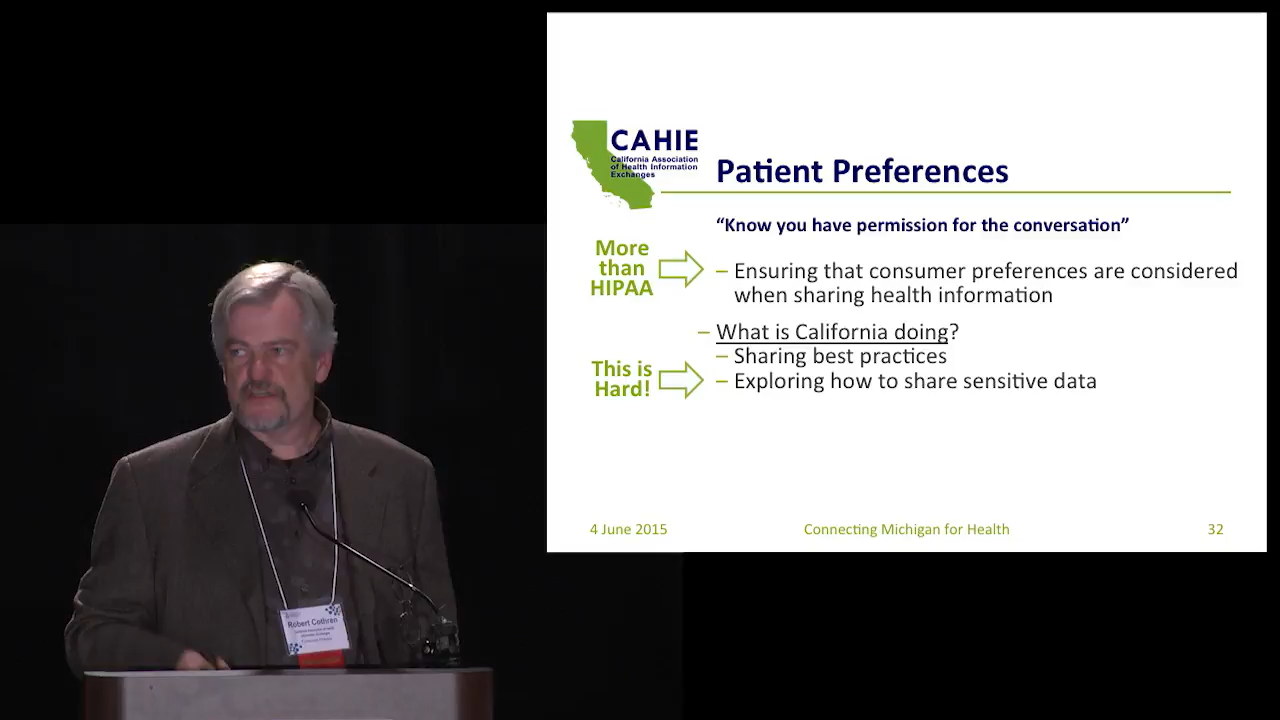 CAHIE
California Association
of Health Information
Exchanges
Patient Preferences
“Know you have permission for the conversation”
More
than
HIPAA
– Ensuring that consumer preferences are considered
when sharing health information
– What is California doing?
– Sharing best practices
This is
Hard!
– Exploring how to share sensitive data
4 June 2015
Connecting Michigan for Health
32
Robert Cothren